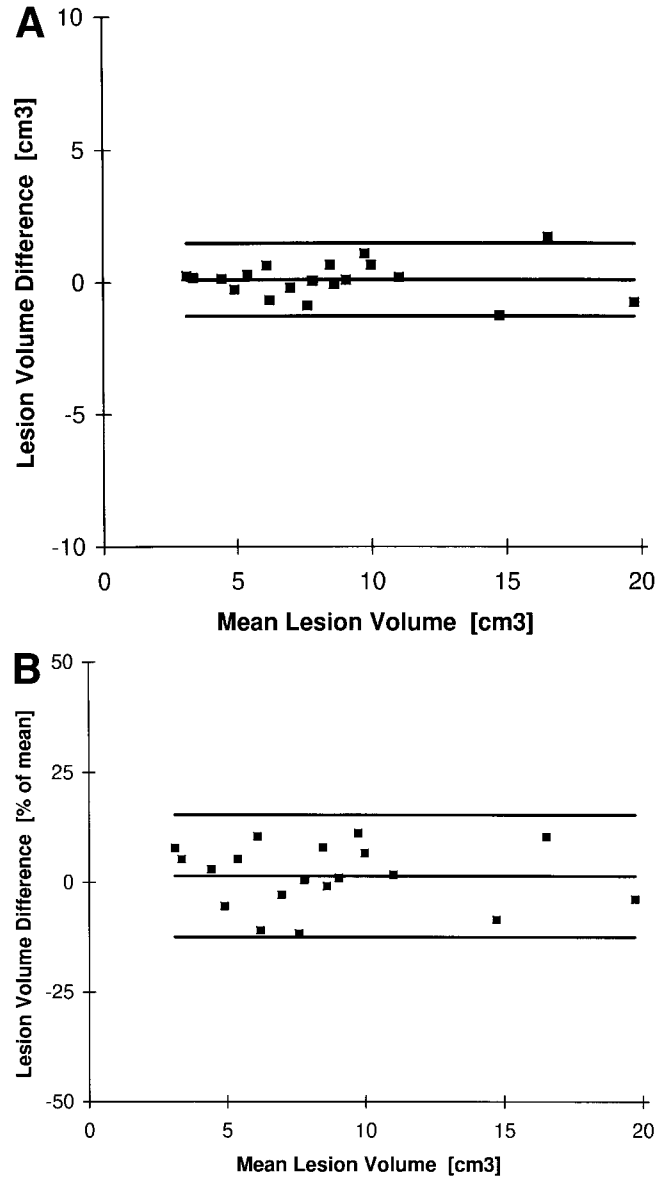 A
10
5
0
-5
-10
Lesion Volume Difference [cm3]
0 5 10 15 20
Mean Lesion Volume [cm3]
B
50
25
0
-25
-50
Lesion Volume Difference [% of mean]
0 5 10 15 20
Mean Lesion Volume [cm3]